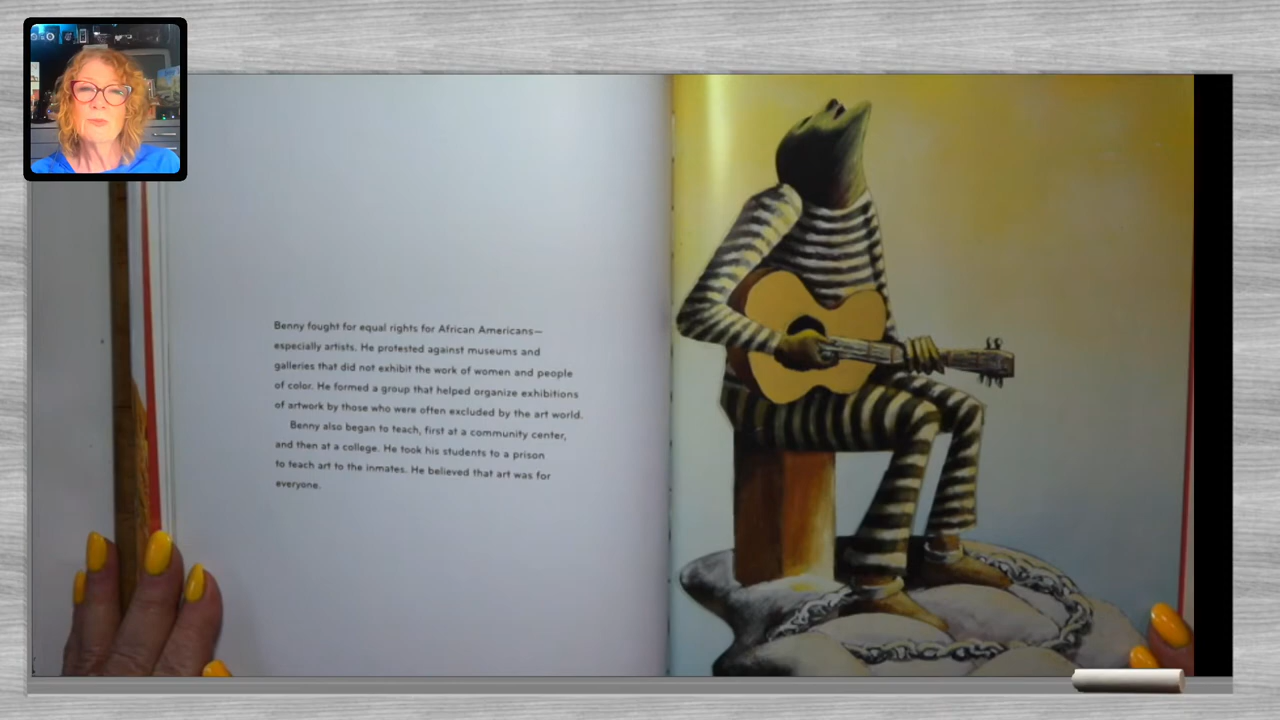 Benny fought for equal rights for African Americans—
especially artists. He protested against museums and
galleries that did not exhibit the work of women and people
of color. He formed a group that helped organize exhibitions
of artwork by those who were often excluded by the art world.
Benny also began to teach, first at a community center,
and then at a college. He took his students to a prison
to teach art to the inmates. He believed that art was for
everyone.